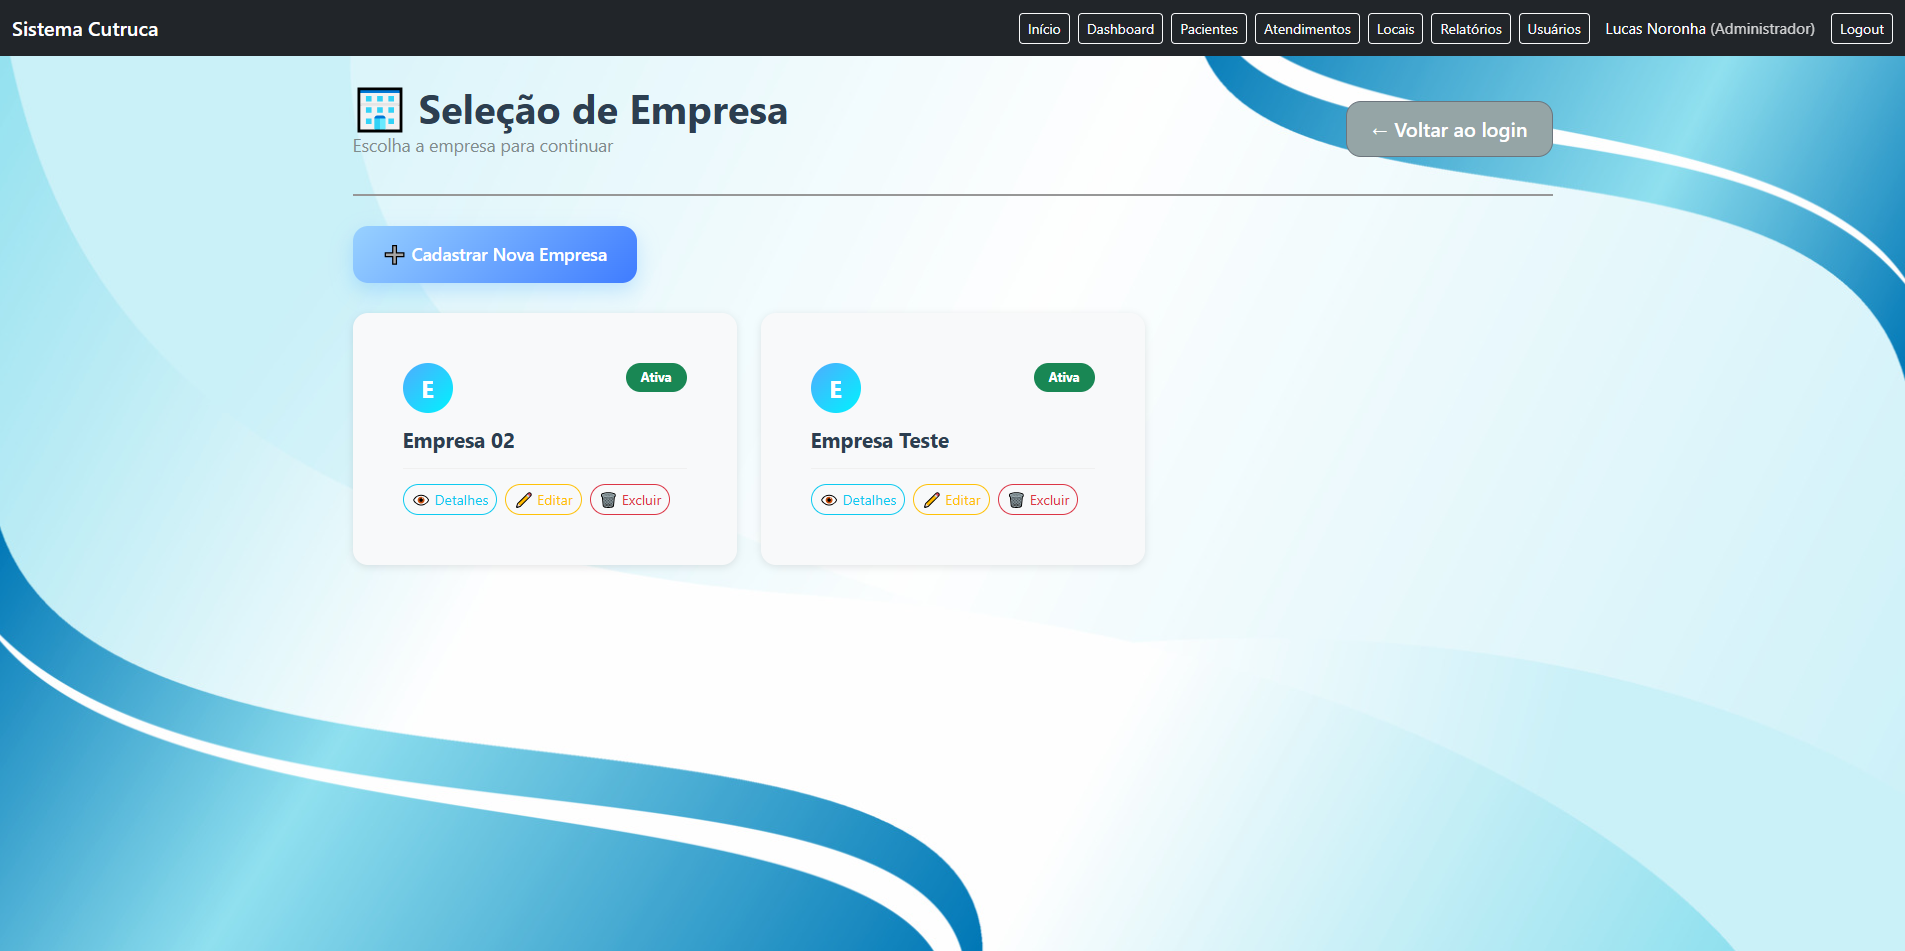 Sistema Cutruca
Início Dashboard Pacientes Atendimentos Locais Relatórios Usuários Lucas Noronha (Administrador) Logout
Seleção de Empresa
Escolha a empresa para continuar
← Voltar ao login
➕ Cadastrar Nova Empresa
E Ativa
Empresa 02
Detalhes Editar Excluir
E Ativa
Empresa Teste
Detalhes Editar Excluir